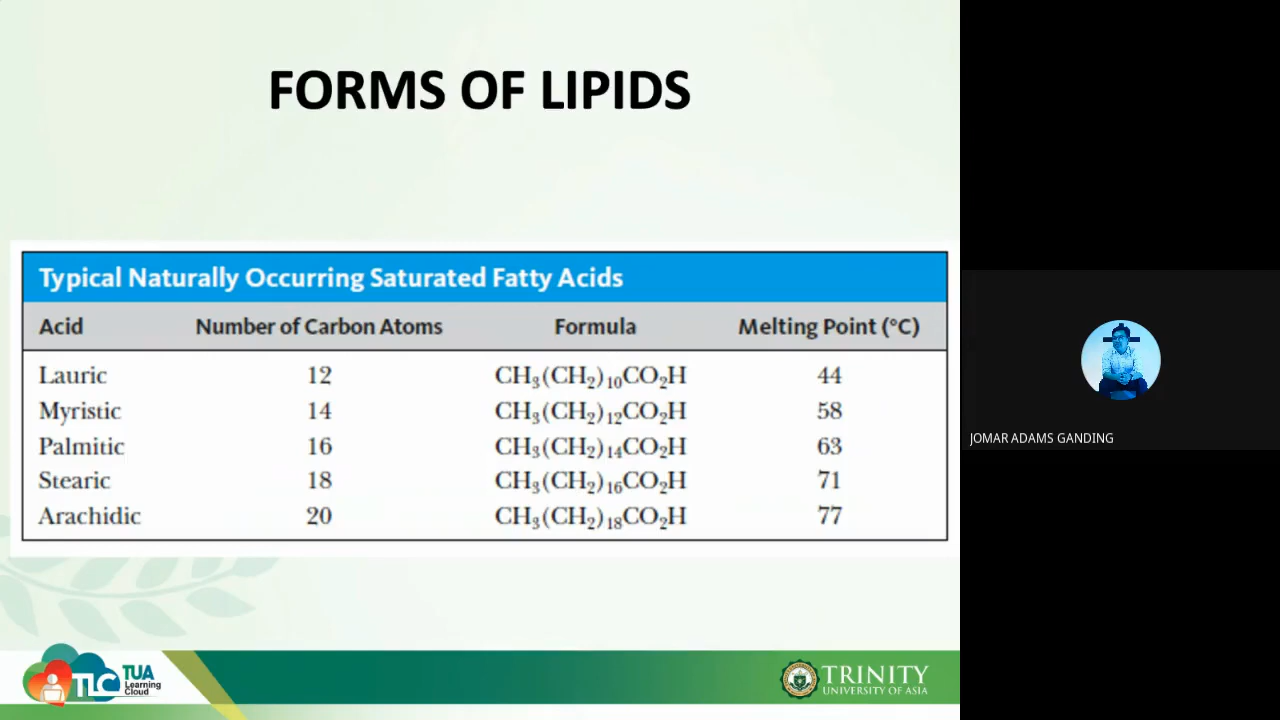 FORMS OF LIPIDS
Typical Naturally Occurring Saturated Fatty Acids
Acid Number of Carbon Atoms Formula Melting Point (°C)
Lauric 12 CH₃(CH₂)₁₀CO₂H 44
Myristic 14 CH₃(CH₂)₁₂CO₂H 58
Palmitic 16 CH₃(CH₂)₁₄CO₂H 63
Stearic 18 CH₃(CH₂)₁₆CO₂H 71
Arachidic 20 CH₃(CH₂)₁₈CO₂H 77
JOMAR ADAMS GANDING
TLC TUA
Learning
Cloud
TRINITY
UNIVERSITY OF ASIA